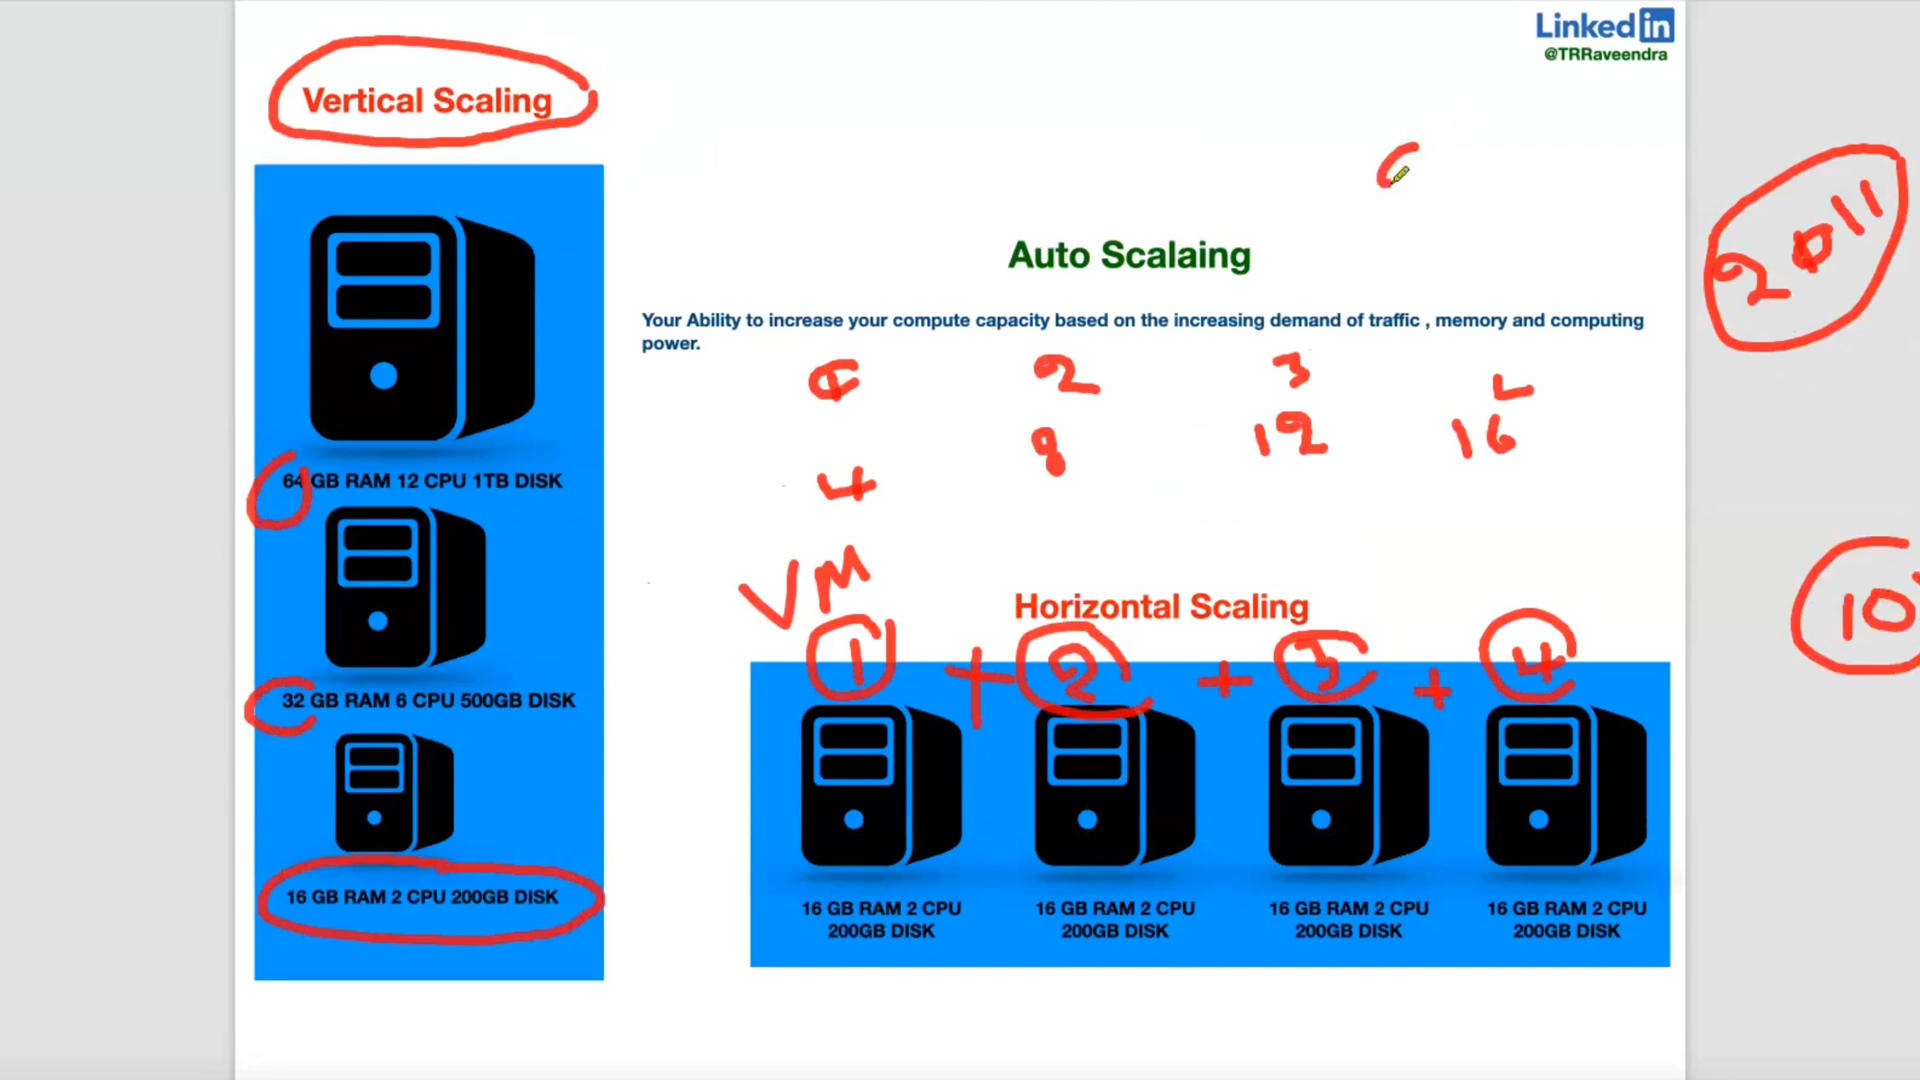 Linked in
@TRRaveendra
Vertical Scaling
2011
Auto Scalaing
Your Ability to increase your compute capacity based on the increasing demand of traffic , memory and computing
power.
2 3
8 12 16
4
64 GB RAM 12 CPU 1TB DISK
VM
10
Horizontal Scaling
1 + 2 + 3 + 4
32 GB RAM 6 CPU 500GB DISK
16 GB RAM 2 CPU 200GB DISK
16 GB RAM 2 CPU
200GB DISK
16 GB RAM 2 CPU
200GB DISK
16 GB RAM 2 CPU
200GB DISK
16 GB RAM 2 CPU
200GB DISK